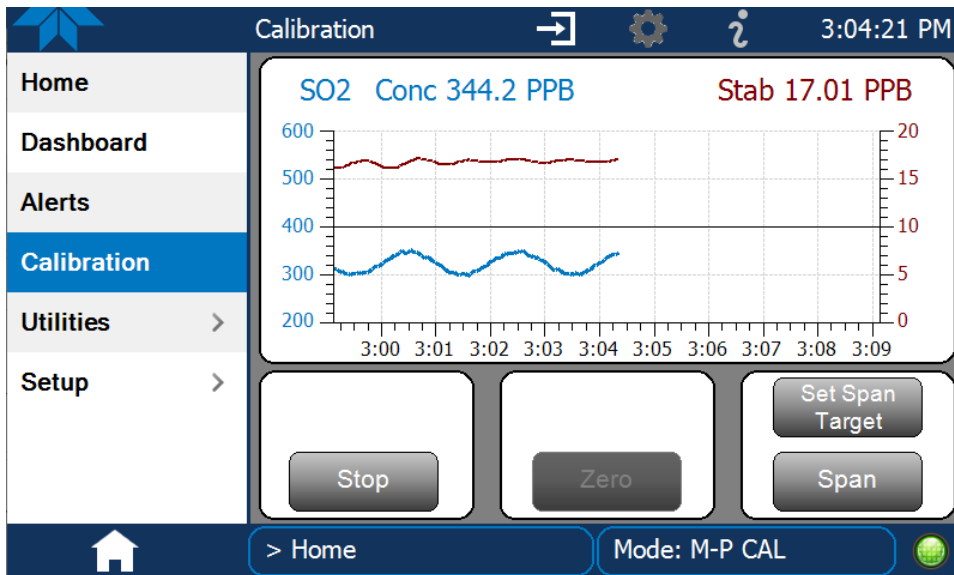 Calibration
3:04:21 PM
Home
Dashboard
Alerts
Calibration
Utilities
Setup
SO2 Conc 344.2 PPB
Stab 17.01 PPB
600
500
400
300
200
20
15
10
5
0
3:00 3:01 3:02 3:03 3:04 3:05 3:06 3:07 3:08 3:09
Stop
Zero
Set Span
Target
Span
> Home
Mode: M-P CAL